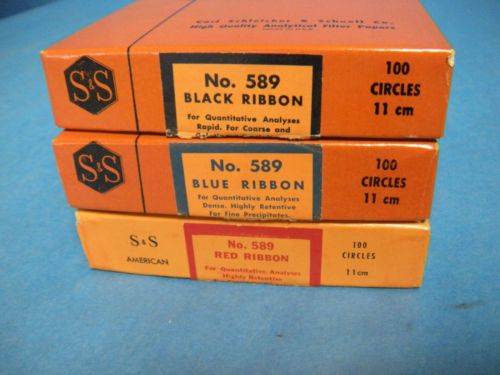 Carl Schleicher & Schuell Co.
High Quality Analytical Filter Papers
S&S
No. 589
BLACK RIBBON
For Quantitative Analyses
Rapid. For Coarse and
100
CIRCLES
11 cm
S&S
No. 589
BLUE RIBBON
For Quantitative Analyses
Dense. Highly Retentive
For Fine Precipitates.
100
CIRCLES
11 cm
S&S
AMERICAN
No. 589
RED RIBBON
For Quantitative Analyses
Highly Retentive
100
CIRCLES
11cm